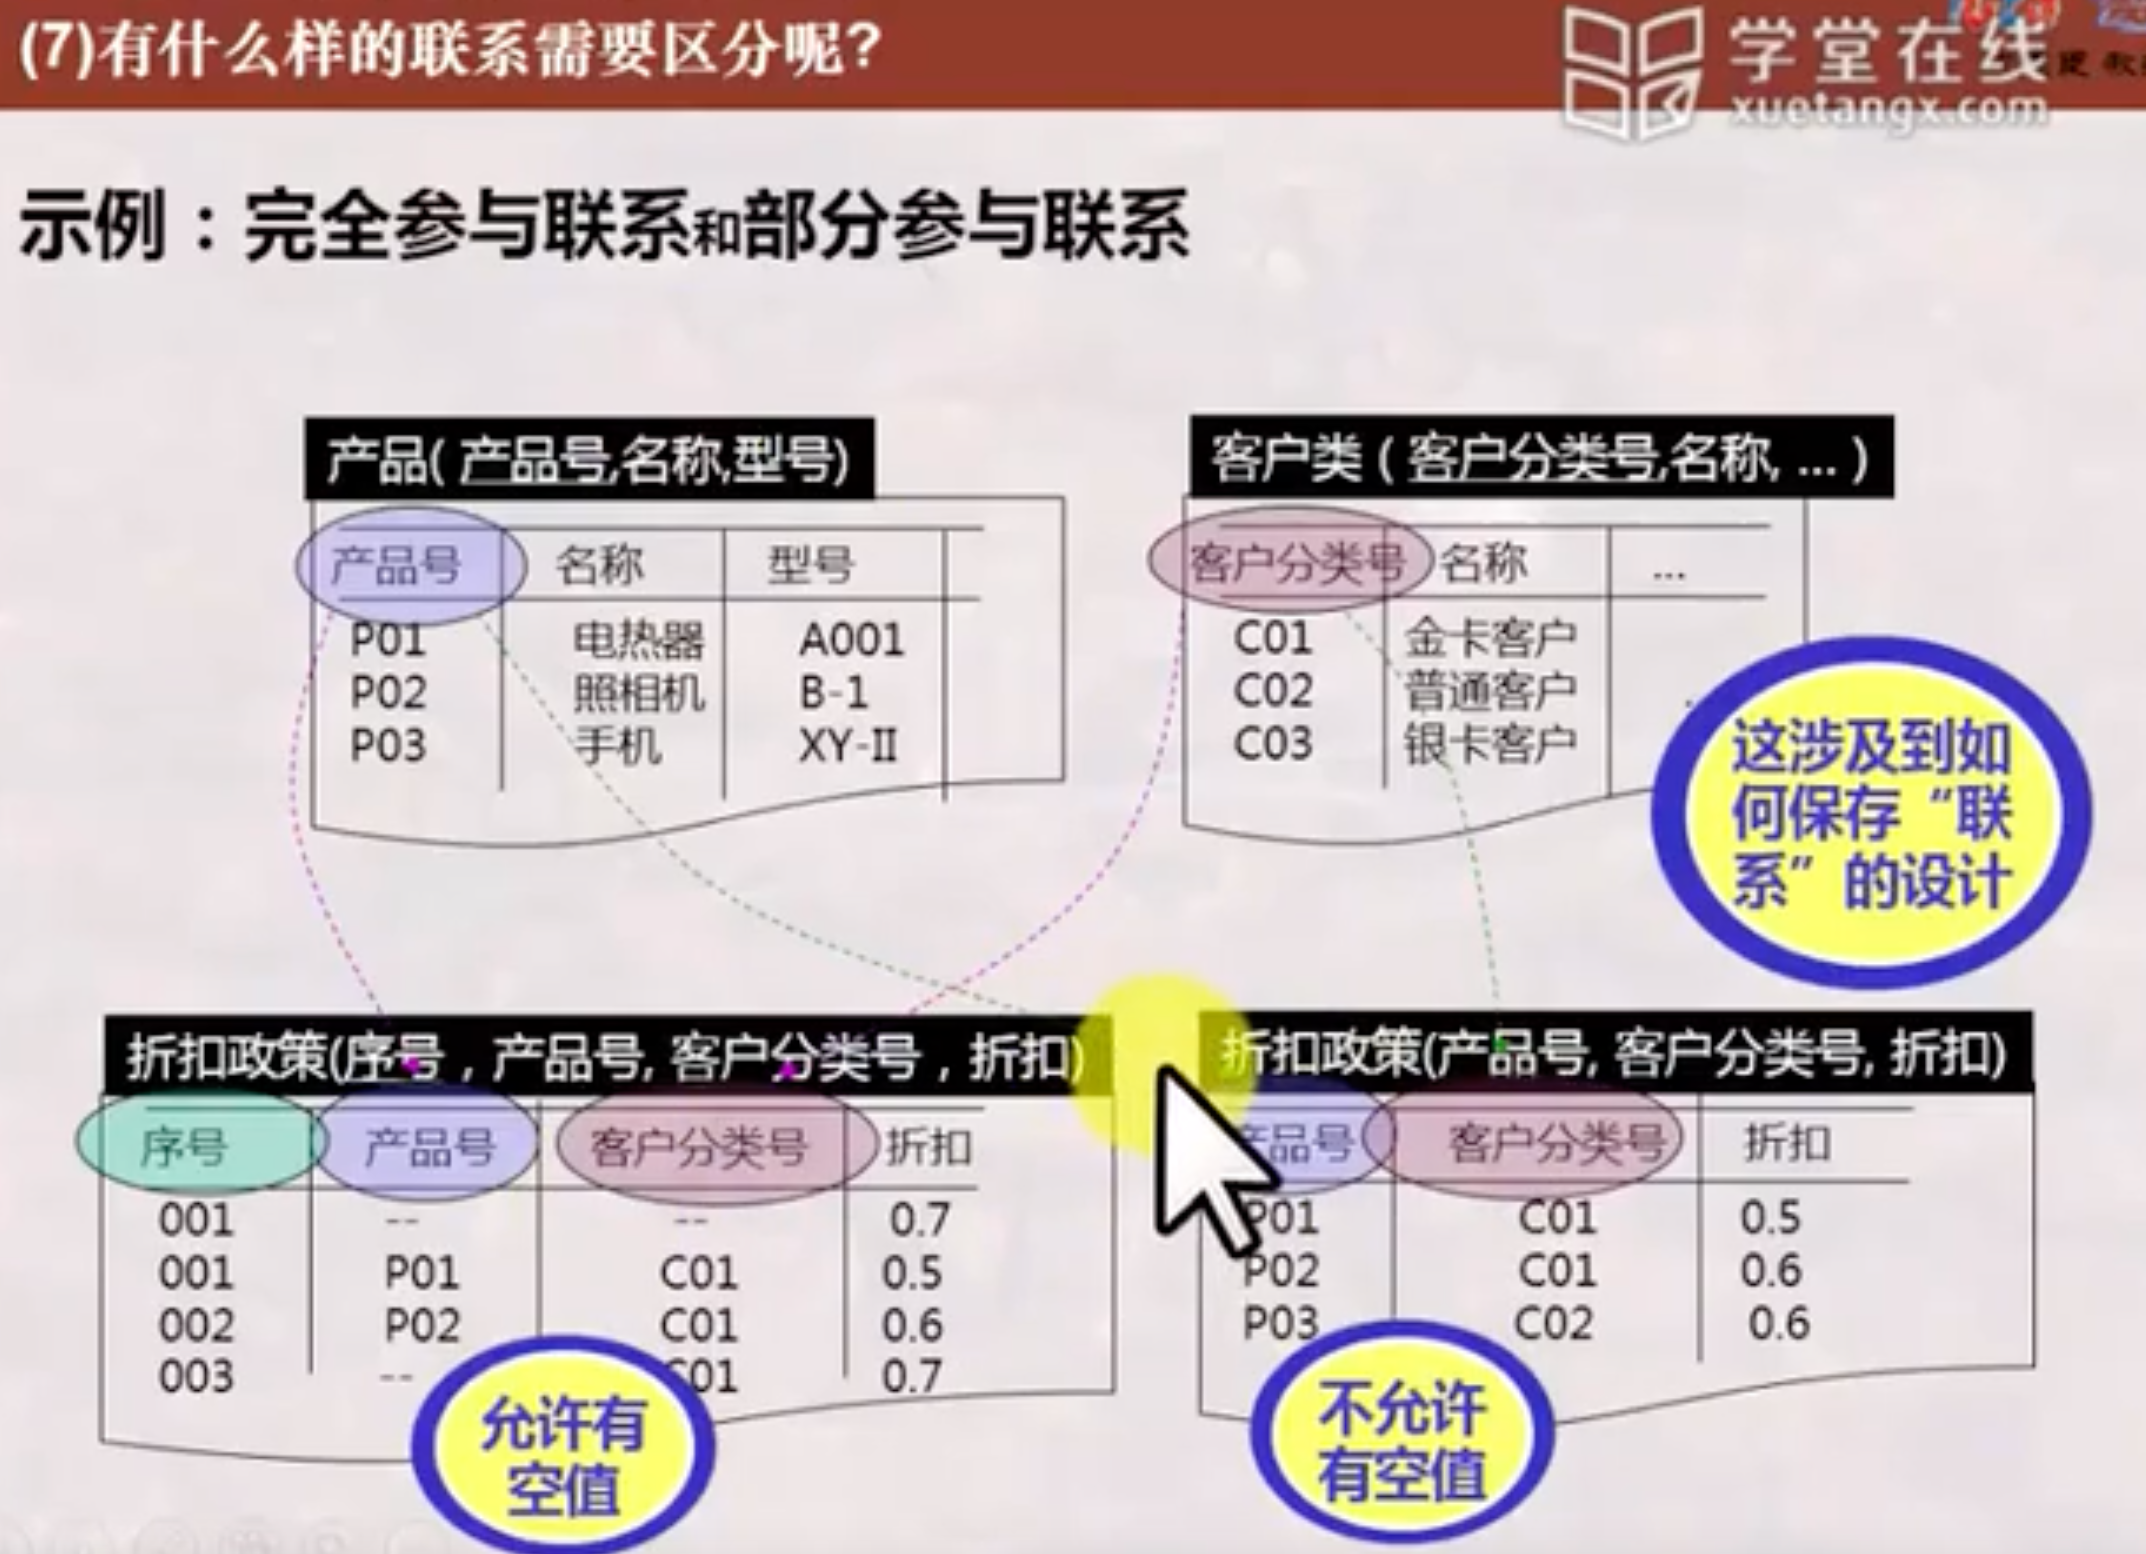 (7)有什么样的联系需要区分呢?
学堂在线
xuetangx.com
示例：完全参与联系和部分参与联系
产品( 产品号,名称,型号)
产品号 名称 型号
P01 电热器 A001
P02 照相机 B-1
P03 手机 XY-II
客户类 ( 客户分类号,名称, ... )
客户分类号 名称 ...
C01 金卡客户
C02 普通客户
C03 银卡客户
这涉及到如
何保存“联
系”的设计
折扣政策(序号，产品号, 客户分类号，折扣)
序号 产品号 客户分类号 折扣
001 -- -- 0.7
001 P01 C01 0.5
002 P02 C01 0.6
003 -- C01 0.7
允许有
空值
折扣政策(产品号, 客户分类号, 折扣)
产品号 客户分类号 折扣
P01 C01 0.5
P02 C01 0.6
P03 C02 0.6
不允许
有空值